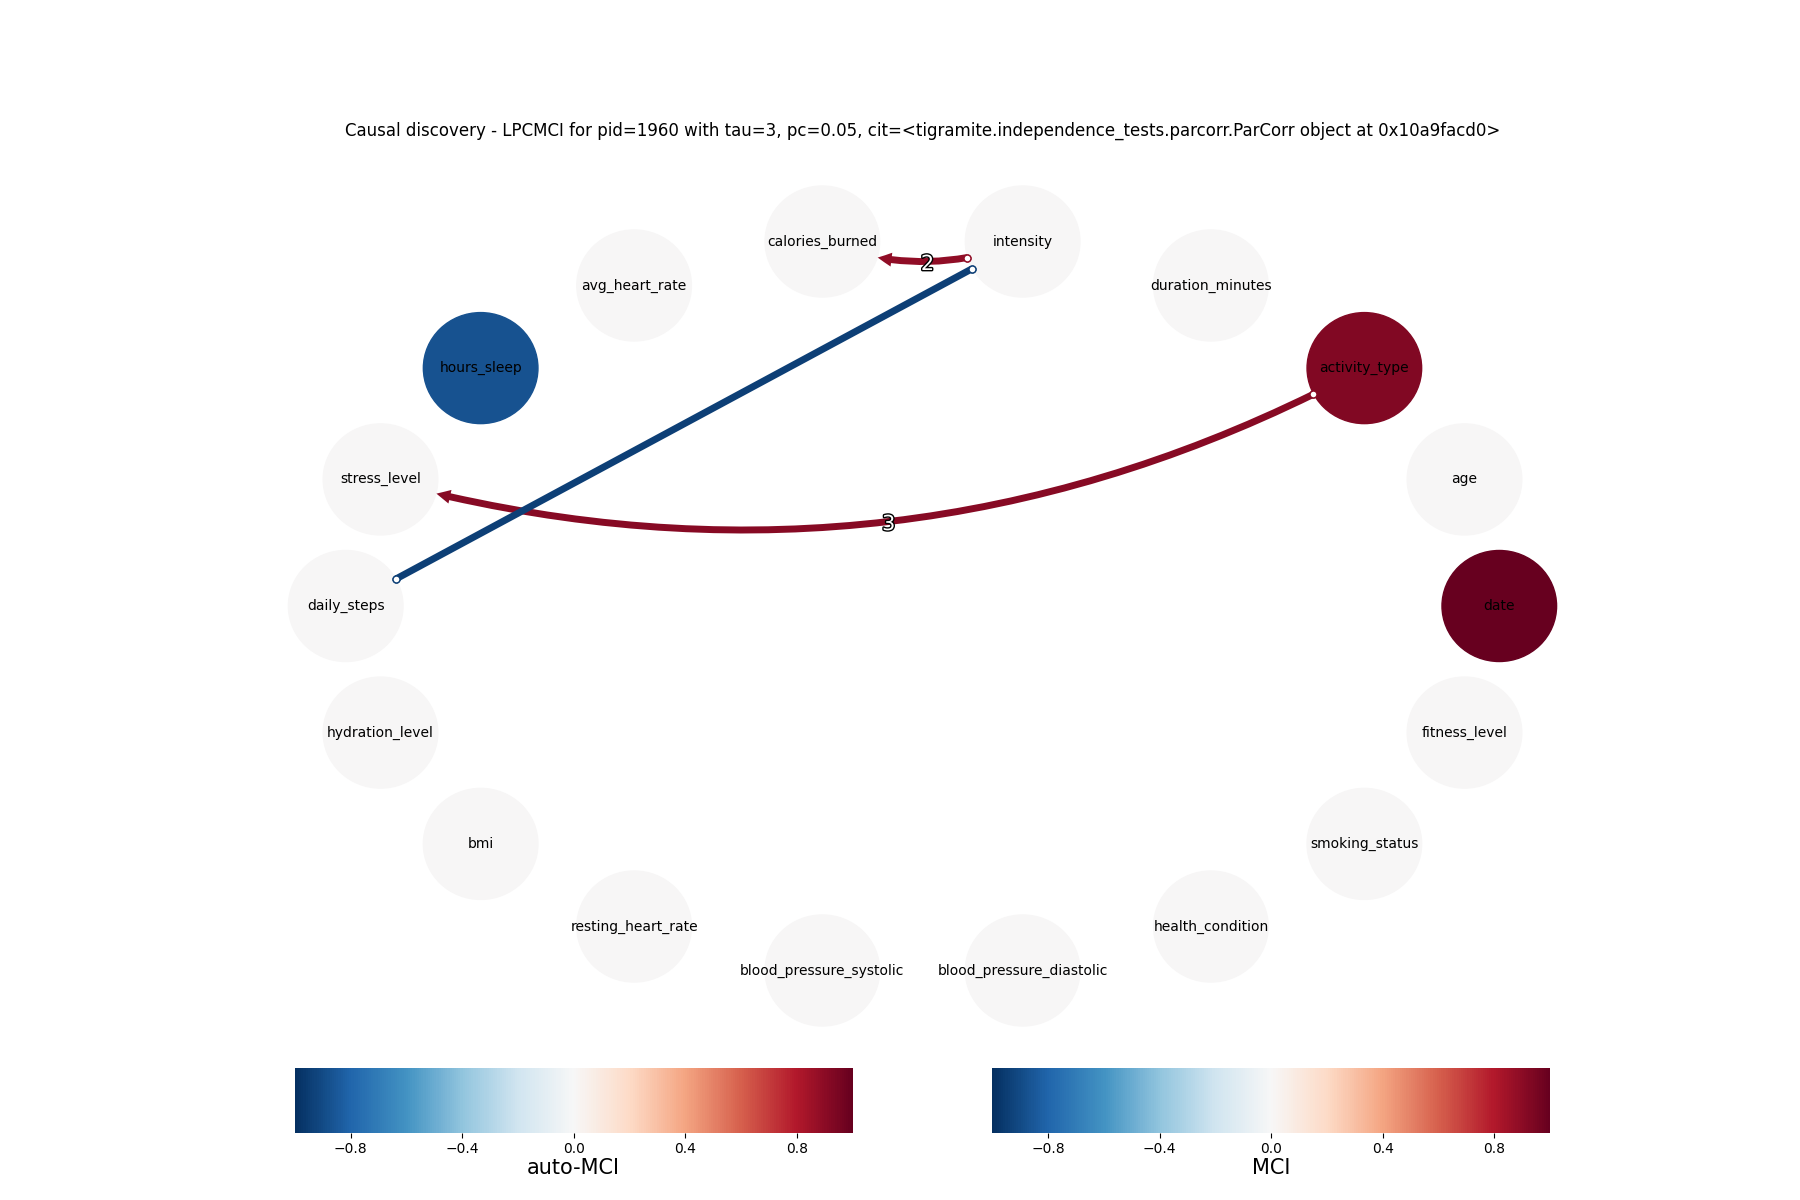 Causal discovery - LPCMCI for pid=1960 with tau=3, pc=0.05, cit=<tigramite.independence_tests.parcorr.ParCorr object at 0x10a9facd0>
calories_burned
intensity
2
avg_heart_rate
duration_minutes
hours_sleep
activity_type
stress_level
age
3
daily_steps
date
hydration_level
fitness_level
bmi
smoking_status
resting_heart_rate
health_condition
blood_pressure_systolic
blood_pressure_diastolic
−0.8 −0.4 0.0 0.4 0.8
auto-MCI
−0.8 −0.4 0.0 0.4 0.8
MCI